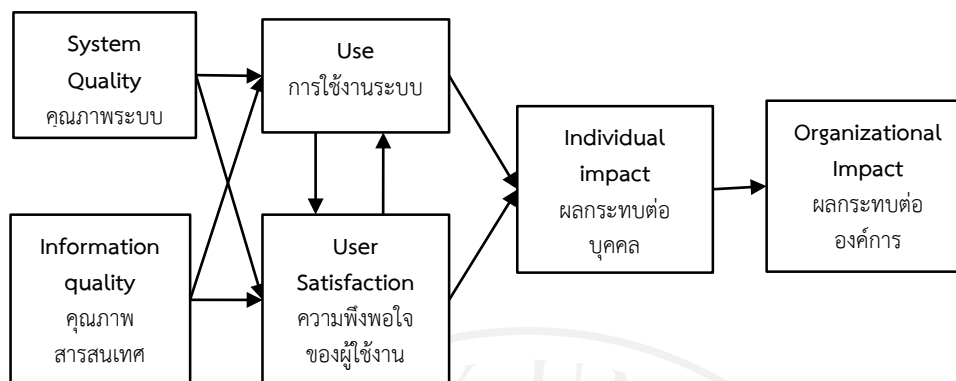 System
Quality
คุณภาพระบบ
Use
การใช้งานระบบ
Individual
impact
ผลกระทบต่อ
บุคคล
Organizational
Impact
ผลกระทบต่อ
องค์การ
Information
quality
คุณภาพ
สารสนเทศ
User
Satisfaction
ความพึงพอใจ
ของผู้ใช้งาน